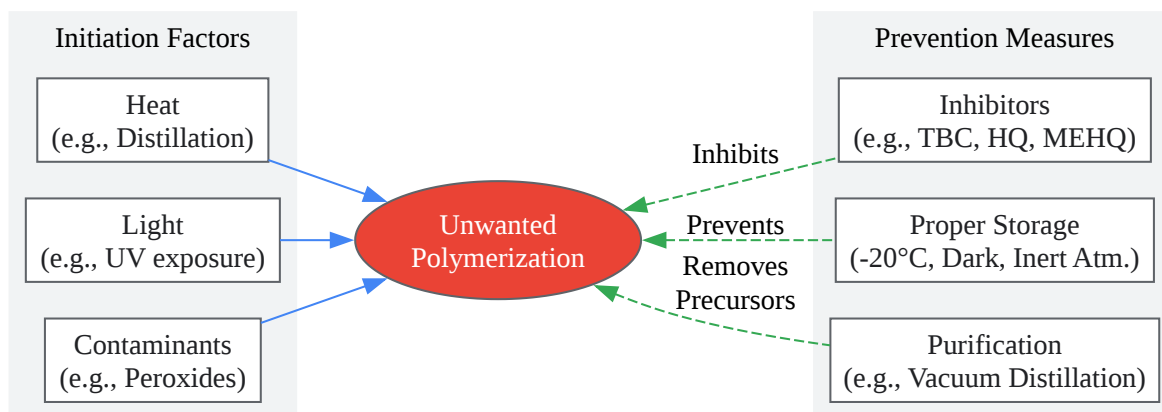 Initiation Factors
Heat
(e.g., Distillation)
Light
(e.g., UV exposure)
Contaminants
(e.g., Peroxides)
Unwanted
Polymerization
Inhibits
Prevents
Removes
Precursors
Prevention Measures
Inhibitors
(e.g., TBC, HQ, MEHQ)
Proper Storage
(-20°C, Dark, Inert Atm.)
Purification
(e.g., Vacuum Distillation)